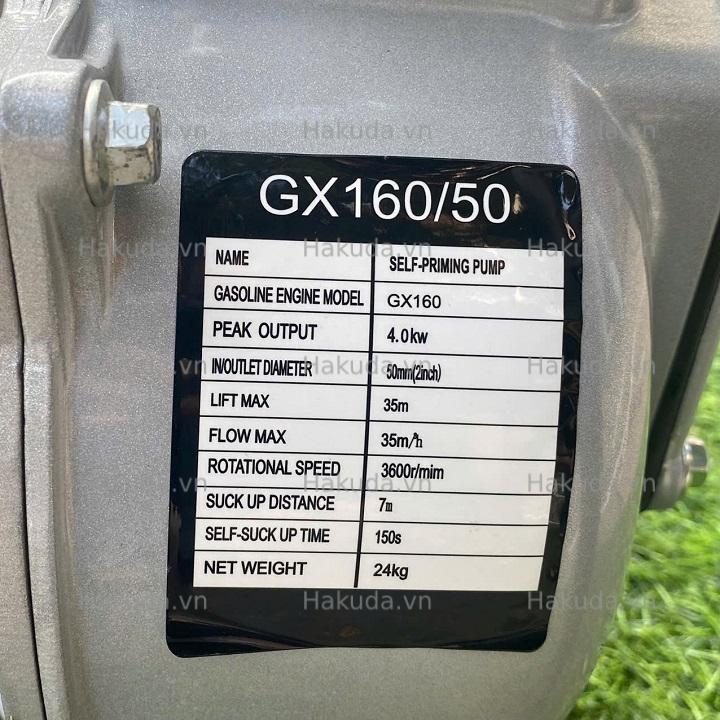 GX160/50
NAME SELF-PRIMING PUMP
GASOLINE ENGINE MODEL GX160
PEAK OUTPUT 4.0kw
IN/OUTLET DIAMETER 50mm(2inch)
LIFT MAX 35m
FLOW MAX 35m³/h
ROTATIONAL SPEED 3600r/mim
SUCK UP DISTANCE 7m
SELF-SUCK UP TIME 150s
NET WEIGHT 24kg
Hakuda.vn